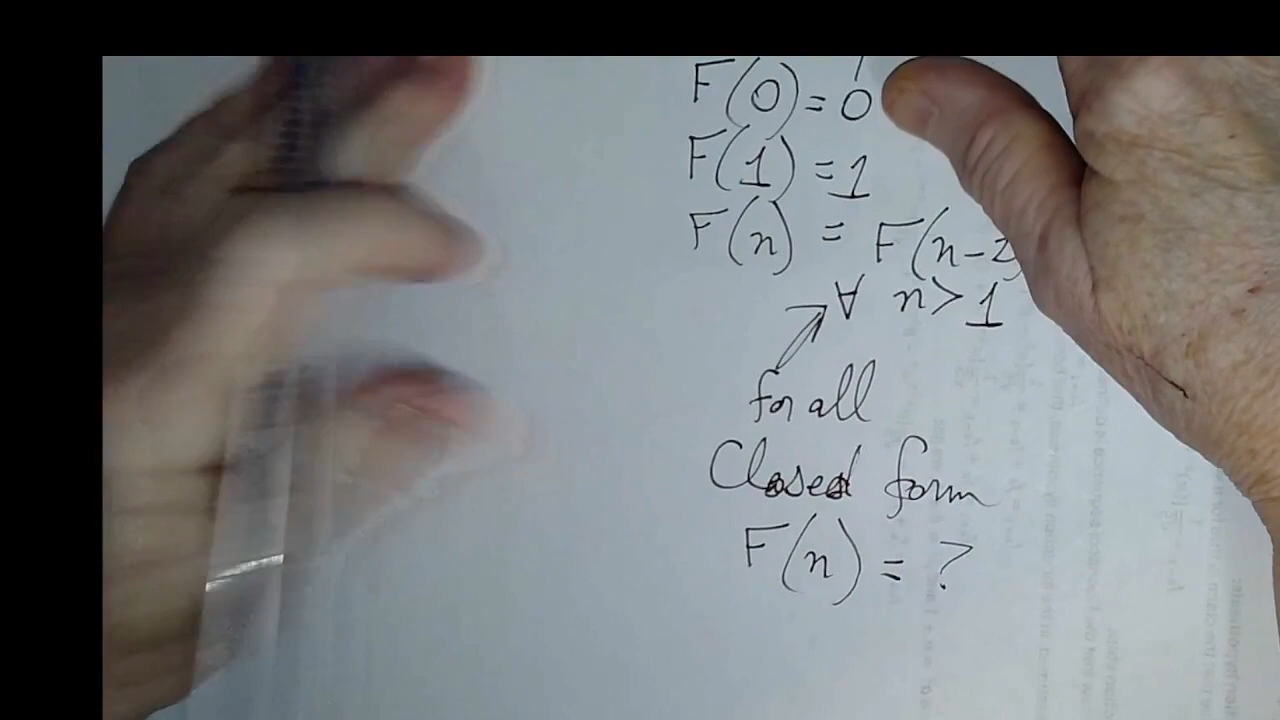 F(0) = 0
F(1) = 1
F(n) = F(n-2)
∀ n > 1
for all
Closed form
F(n) = ?